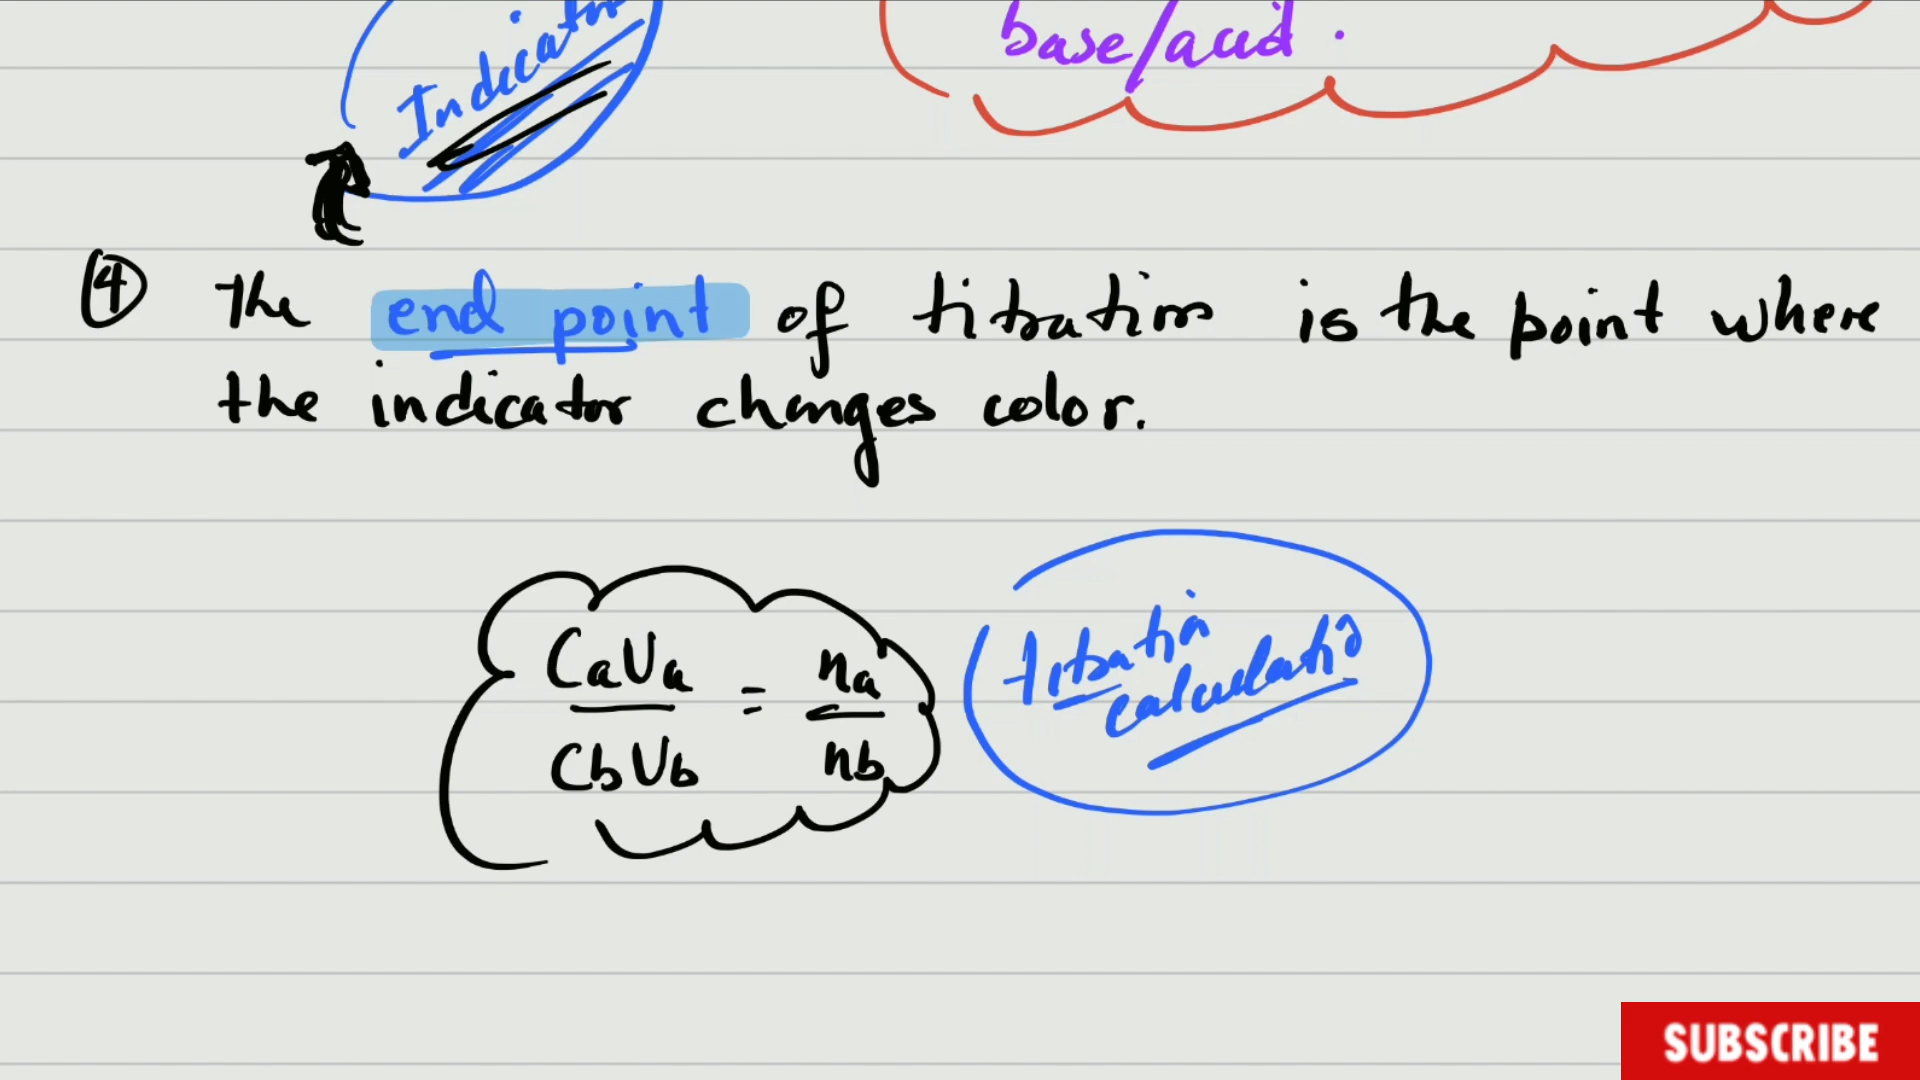 Indicator
base/acid.
④ The end point of titration is the point where
the indicator changes color.
CaVa
CbVb
=
na
nb
titration
calculation
SUBSCRIBE